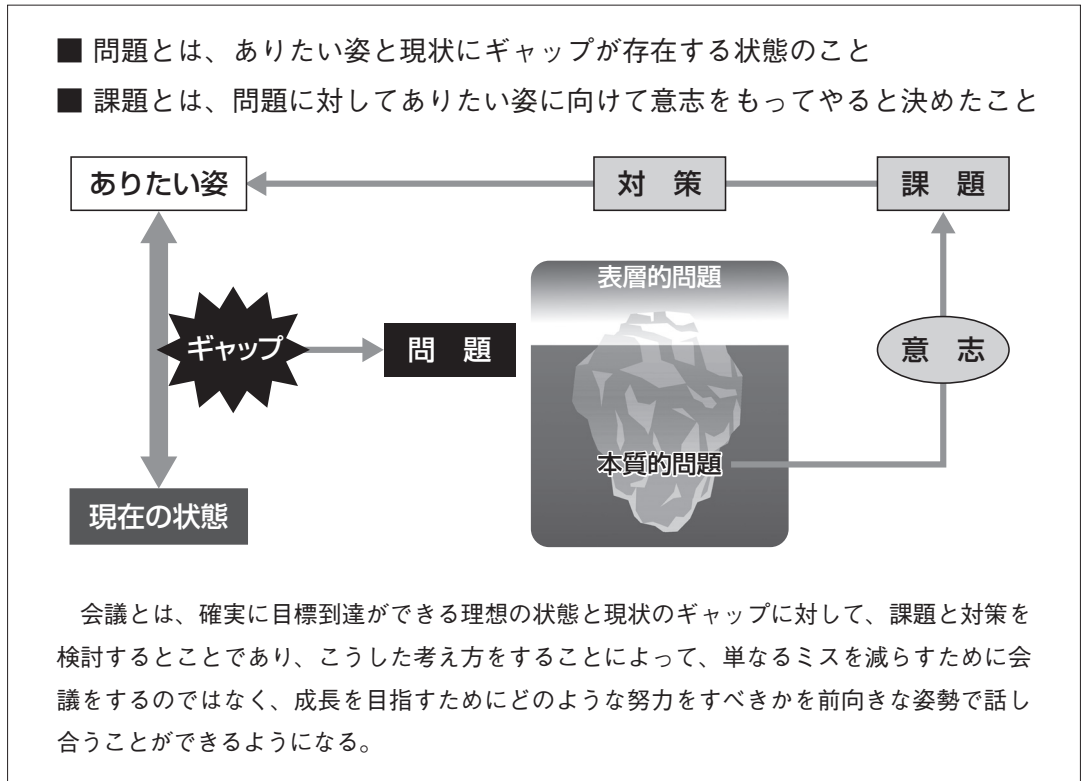 ■ 問題とは、ありたい姿と現状にギャップが存在する状態のこと
■ 課題とは、問題に対してありたい姿に向けて意志をもってやると決めたこと
ありたい姿
対　策
課　題
表層的問題
ギャップ
問　題
意　志
本質的問題
現在の状態
　会議とは、確実に目標到達ができる理想の状態と現状のギャップに対して、課題と対策を
検討するとことであり、こうした考え方をすることによって、単なるミスを減らすために会
議をするのではなく、成長を目指すためにどのような努力をすべきかを前向きな姿勢で話し
合うことができるようになる。